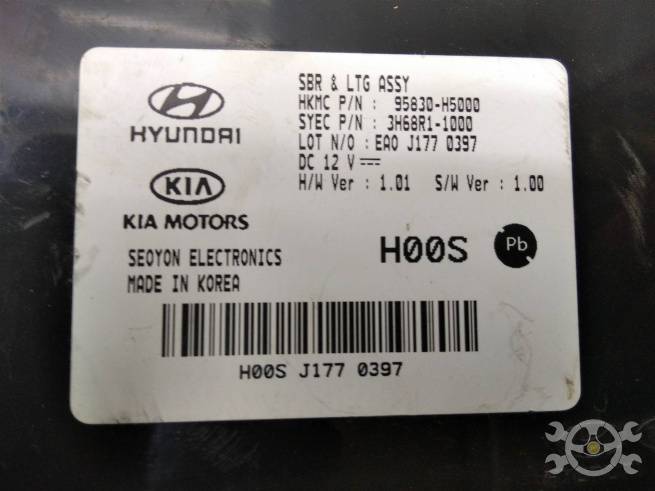 SBR & LTG ASSY
HKMC P/N : 95830-H5000
SYEC P/N : 3H68R1-1000
LOT N/O : EA0 J177 0397
DC 12 V
H/W Ver : 1.01 S/W Ver : 1.00
HYUNDAI
KIA
KIA MOTORS
SEOYON ELECTRONICS
MADE IN KOREA
H00S
Pb
H00S J177 0397